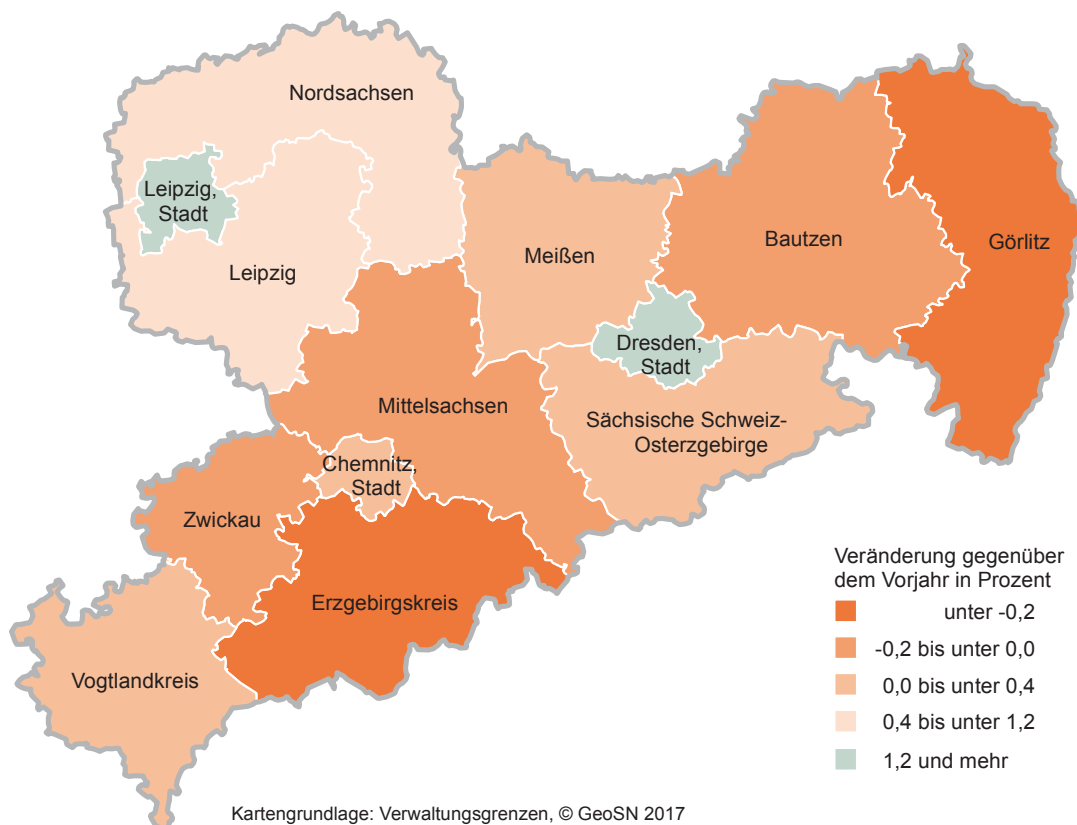 Nordsachsen
Leipzig,
Stadt
Leipzig
Meißen
Bautzen
Görlitz
Dresden,
Stadt
Mittelsachsen
Sächsische Schweiz-
Osterzgebirge
Chemnitz,
Stadt
Zwickau
Erzgebirgskreis
Vogtlandkreis
Veränderung gegenüber
dem Vorjahr in Prozent
unter -0,2
-0,2 bis unter 0,0
0,0 bis unter 0,4
0,4 bis unter 1,2
1,2 und mehr
Kartengrundlage: Verwaltungsgrenzen, © GeoSN 2017